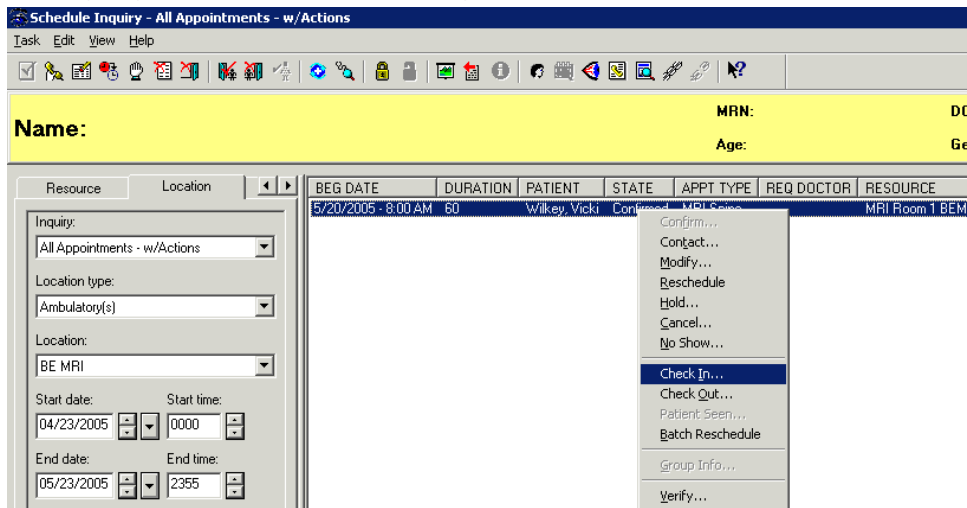 Schedule Inquiry - All Appointments - w/Actions
Task Edit View Help
MRN:
Name:
Age:
Resource Location
Inquiry:
All Appointments - w/Actions
Location type:
Ambulatory(s)
Location:
BE MRI
Start date: Start time:
04/23/2005 0000
End date: End time:
05/23/2005 2355
BEG DATE DURATION PATIENT STATE APPT TYPE REQ DOCTOR RESOURCE
5/20/2005 - 8:00 AM 60 Wilkey, Vicki Confirmed MRI Spine MRI Room 1 BEM
Confirm...
Contact...
Modify...
Reschedule
Hold...
Cancel...
No Show...
Check In...
Check Out...
Patient Seen...
Batch Reschedule
Group Info...
Verify...